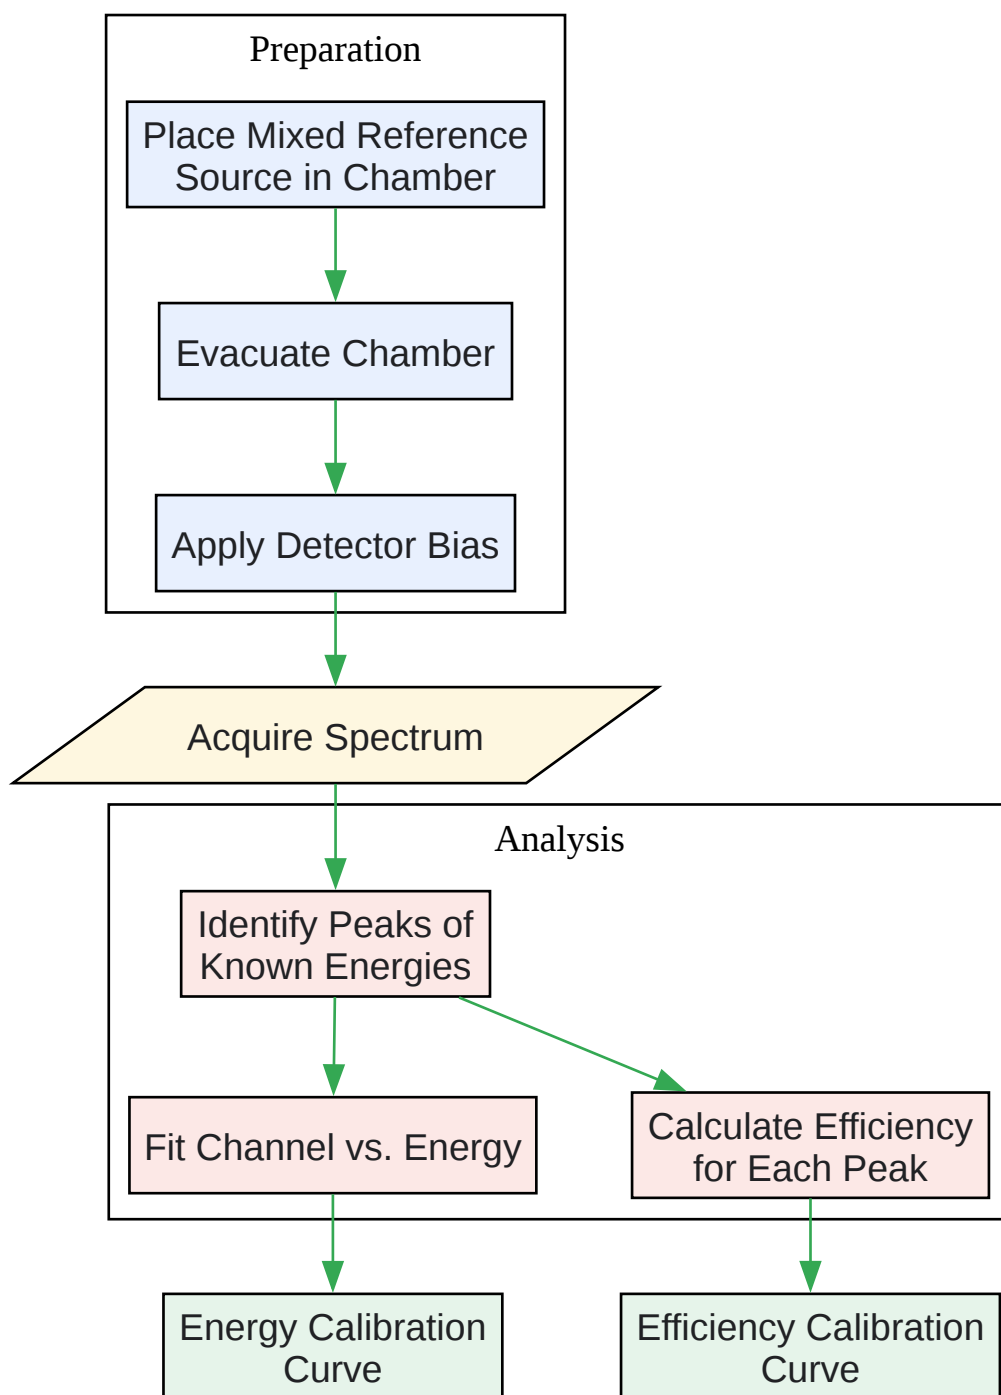 Preparation
Place Mixed Reference
Source in Chamber
Evacuate Chamber
Apply Detector Bias
Acquire Spectrum
Analysis
Identify Peaks of
Known Energies
Fit Channel vs. Energy
Calculate Efficiency
for Each Peak
Energy Calibration
Curve
Efficiency Calibration
Curve